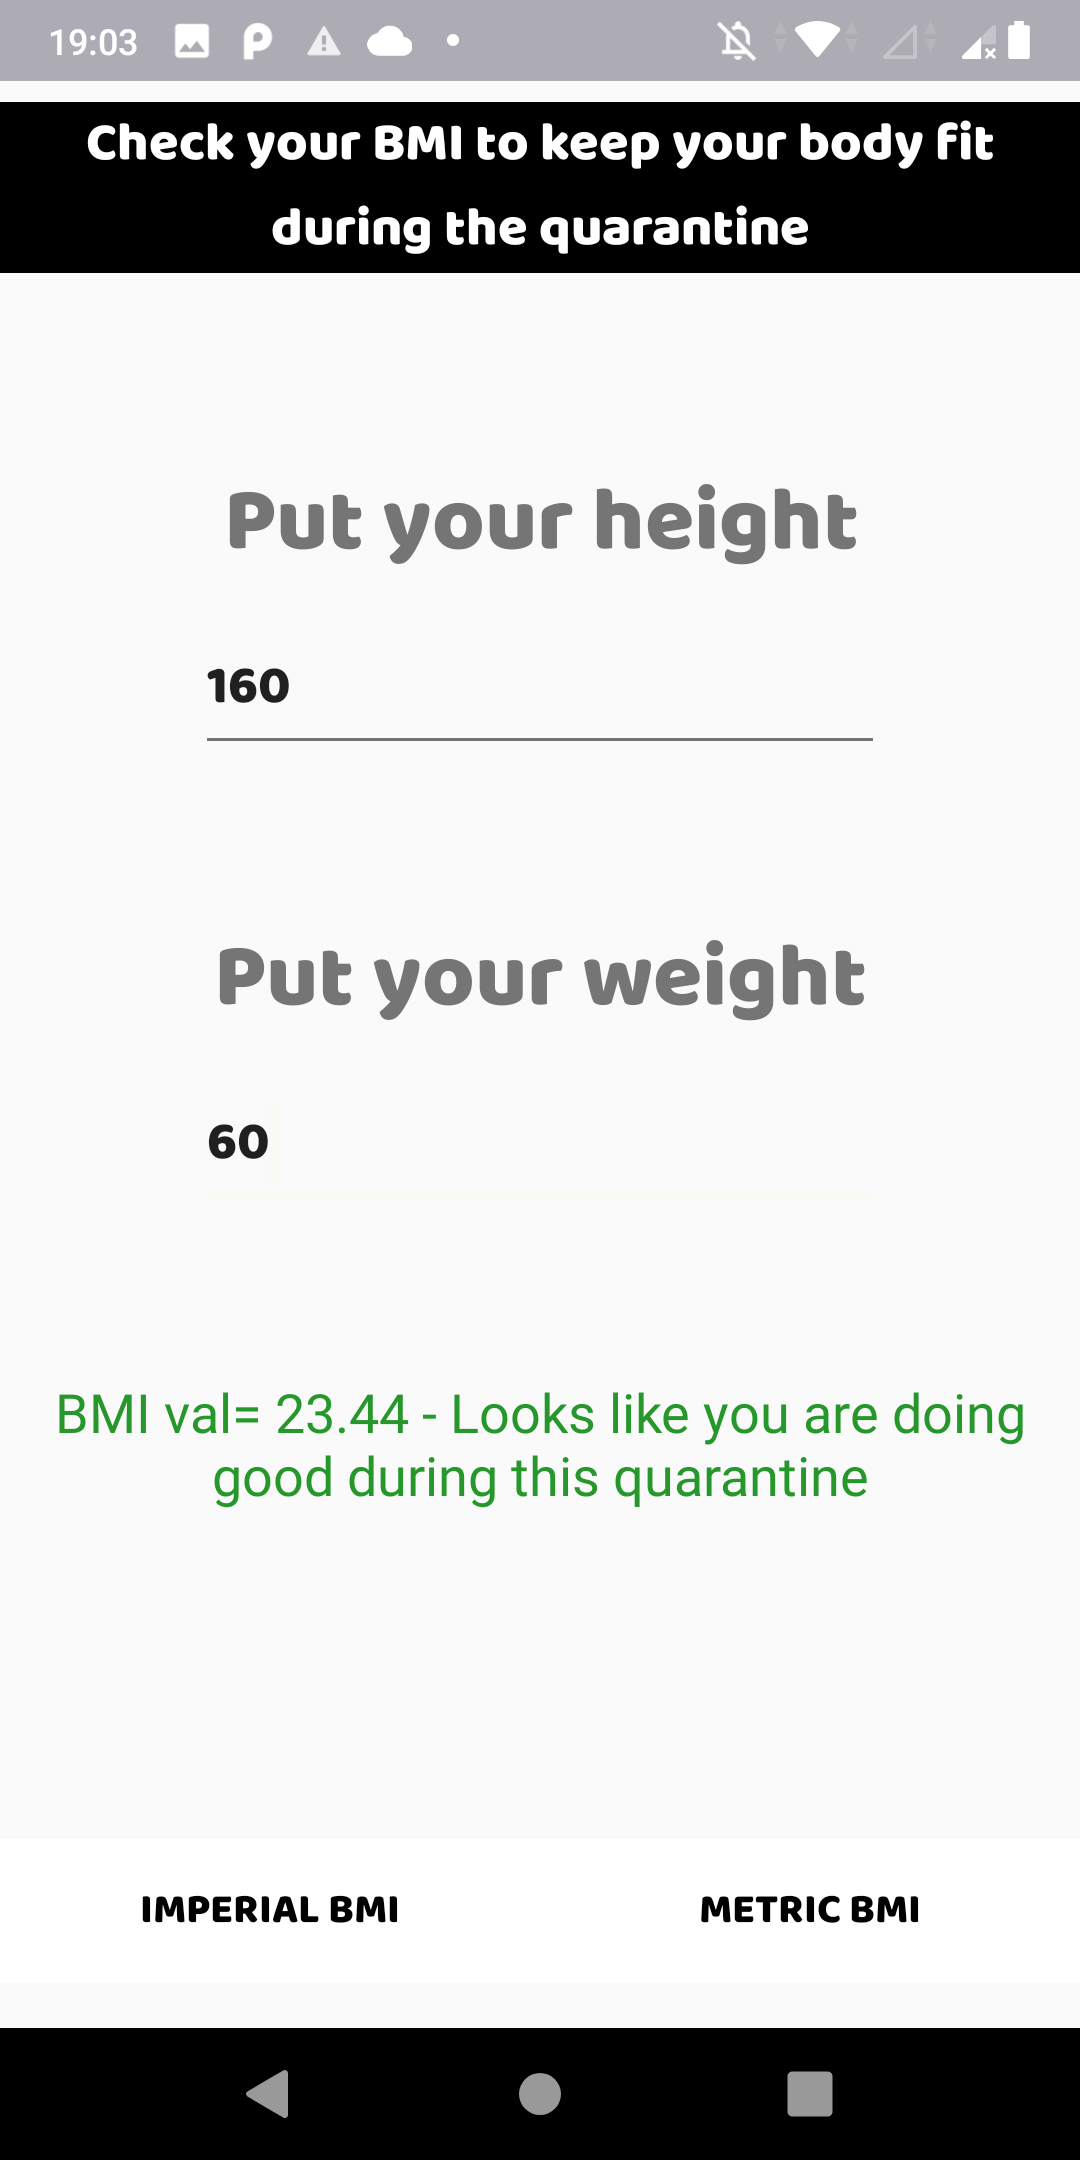 19:03
Check your BMI to keep your body fit
during the quarantine
Put your height
160
Put your weight
60
BMI val= 23.44 - Looks like you are doing
good during this quarantine
IMPERIAL BMI METRIC BMI